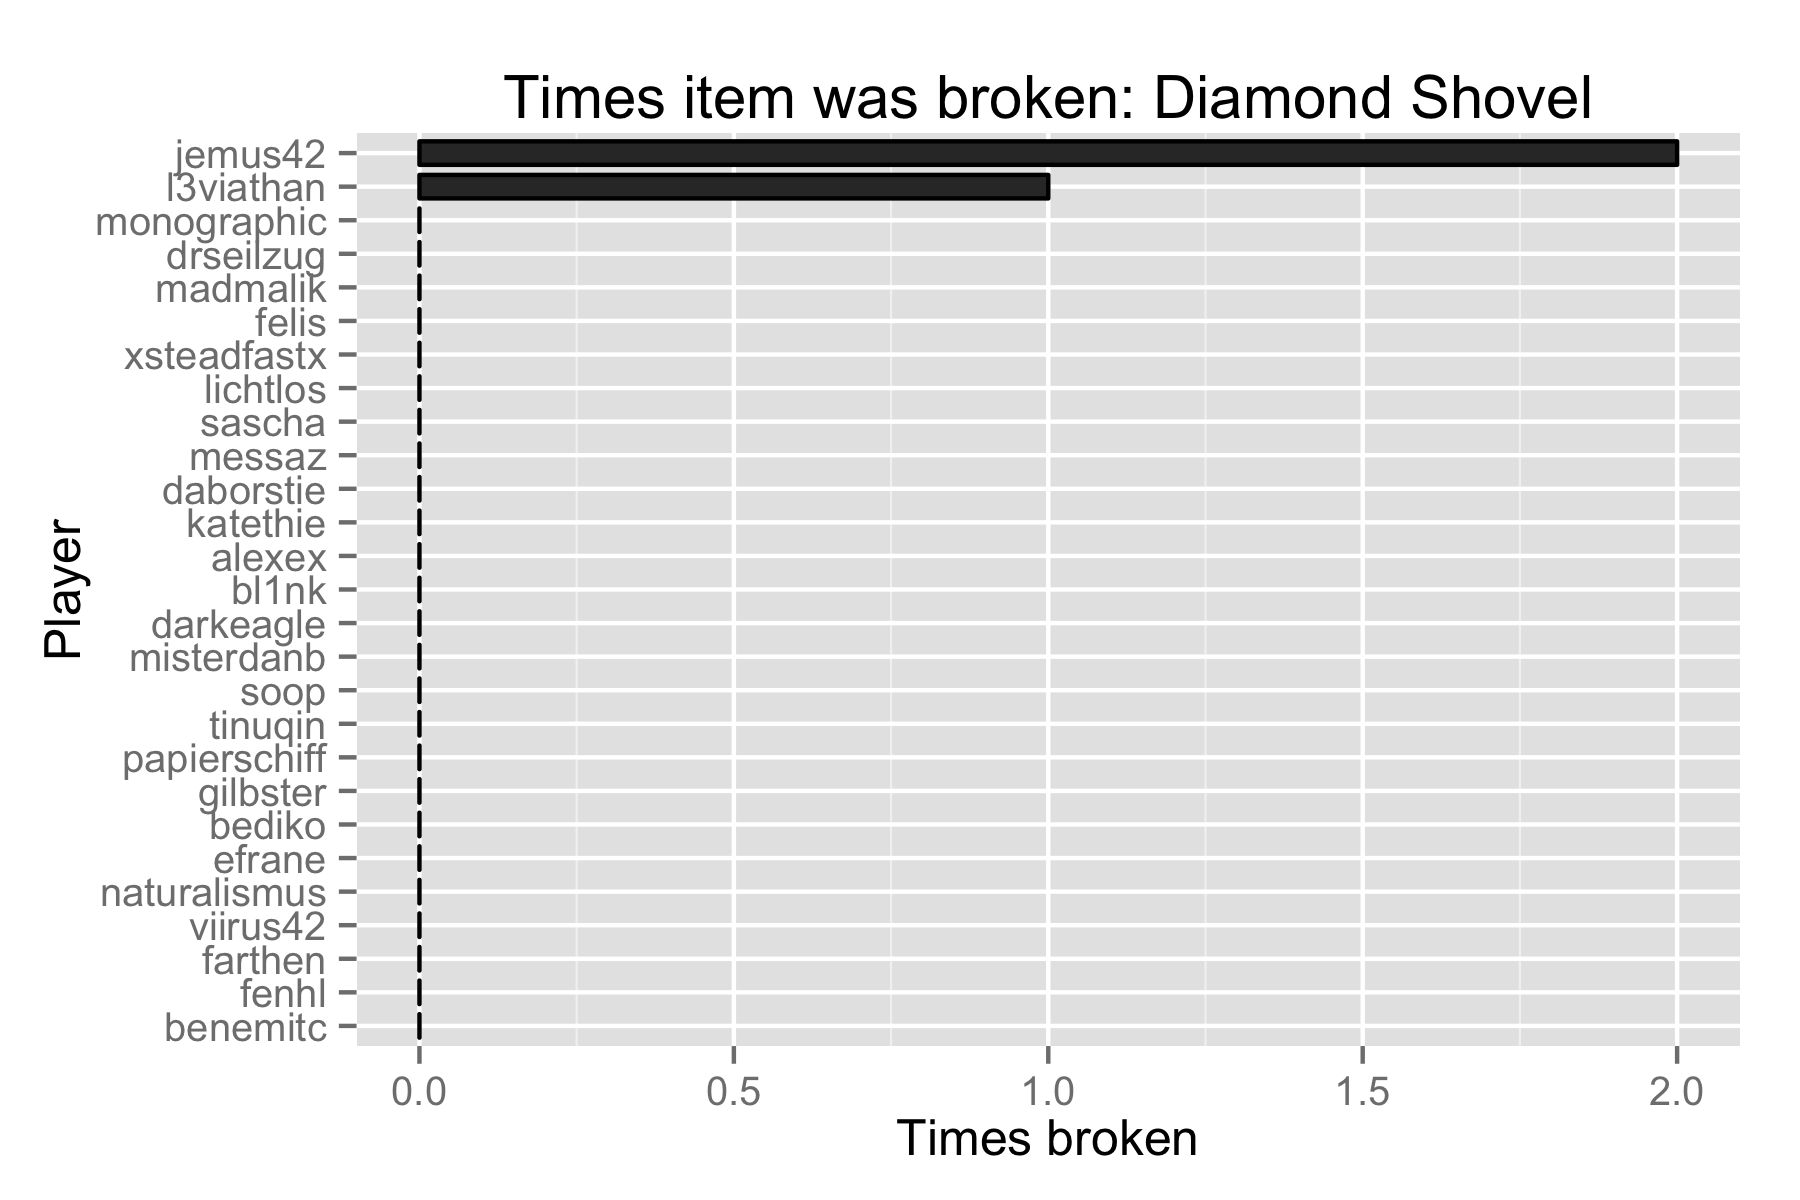 Times item was broken: Diamond Shovel
jemus42
l3viathan
monographic
drseilzug
madmalik
felis
xsteadfastx
lichtlos
sascha
messaz
daborstie
katethie
alexex
bl1nk
darkeagle
misterdanb
soop
tinuqin
papierschiff
gilbster
bediko
efrane
naturalismus
viirus42
farthen
fenhl
benemitc
Player
0.0 0.5 1.0 1.5 2.0
Times broken